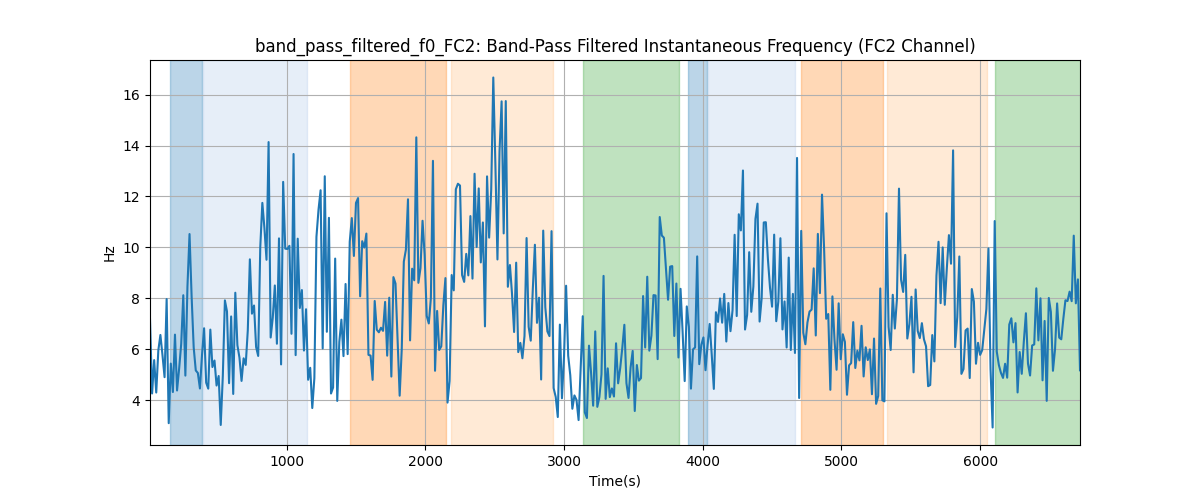 band_pass_filtered_f0_FC2: Band-Pass Filtered Instantaneous Frequency (FC2 Channel)
16
14
12
10
8
6
4
Hz
1000 2000 3000 4000 5000 6000
Time(s)